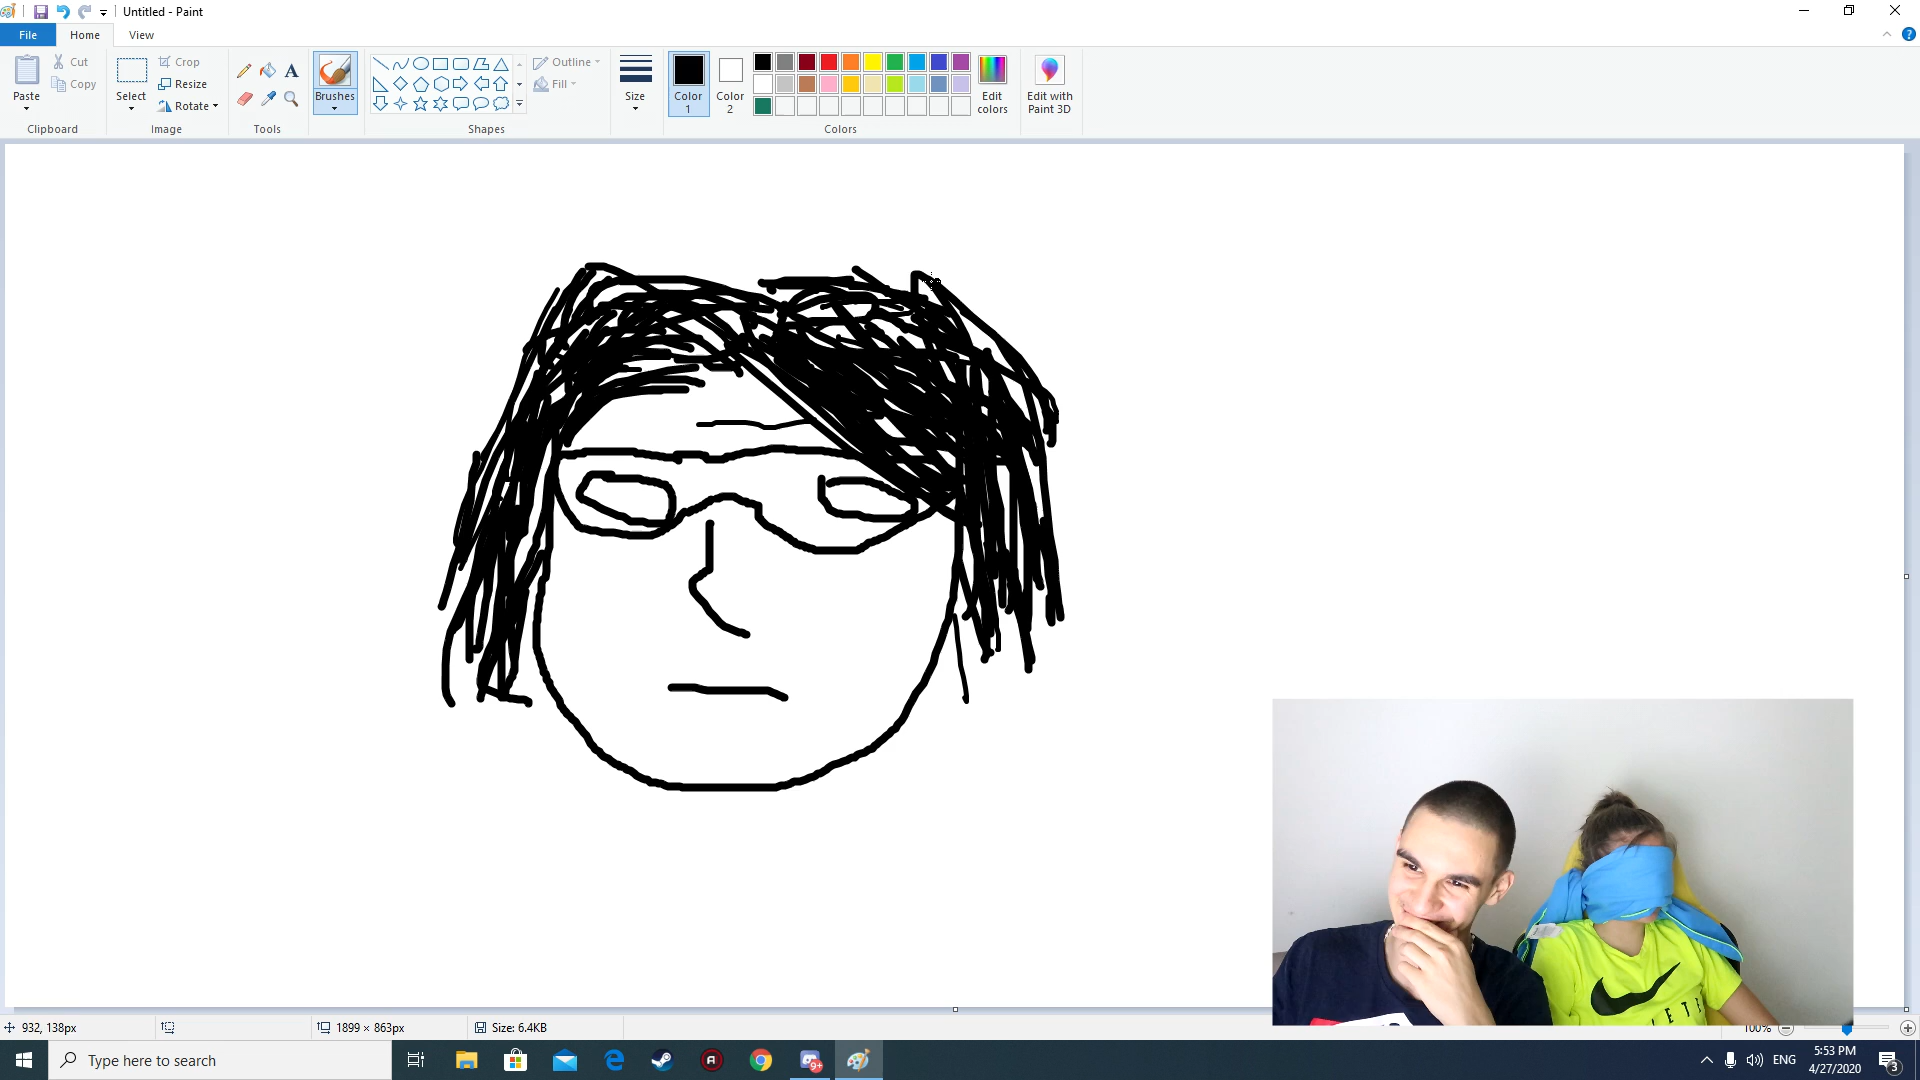 Untitled - Paint
File Home View
Paste
Cut
Copy
Clipboard
Select
Crop
Resize
Rotate
Image
A
Tools
Brushes
Outline
Fill
Shapes
Size
Color 1
Color 2
Edit colors
Colors
Edit with Paint 3D
932, 138px
1899 × 863px
Size: 6.4KB
100%
Type here to search
9+
ENG
5:53 PM
4/27/2020
3